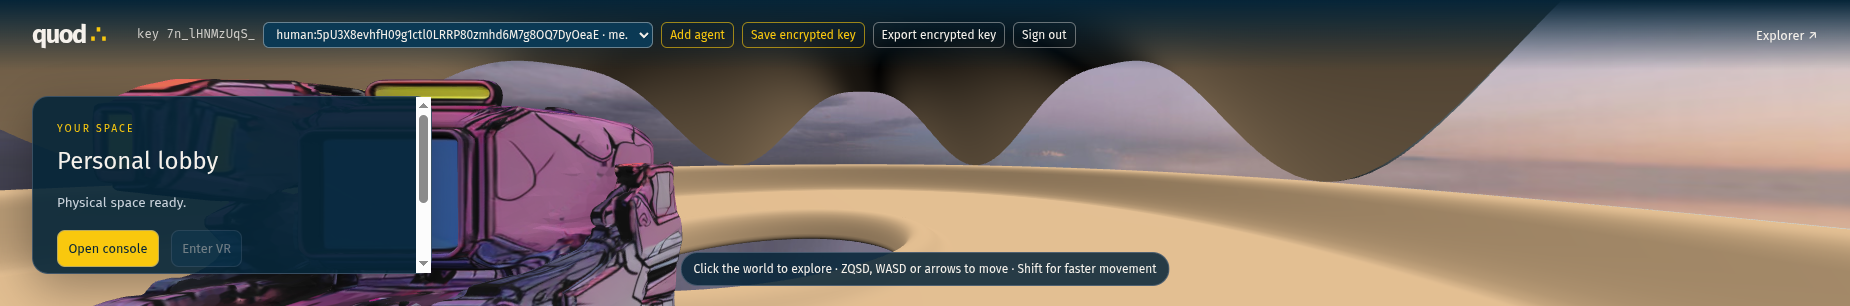 quod
key 7n_lHNMzUqS_
human:5pU3X8evhfH09g1ctl0LRRP80zmhd6M7g8OQ7DyOeaE · me.
Add agent
Save encrypted key
Export encrypted key
Sign out
Explorer ↗
YOUR SPACE
Personal lobby
Physical space ready.
Open console
Enter VR
Click the world to explore · ZQSD, WASD or arrows to move · Shift for faster movement